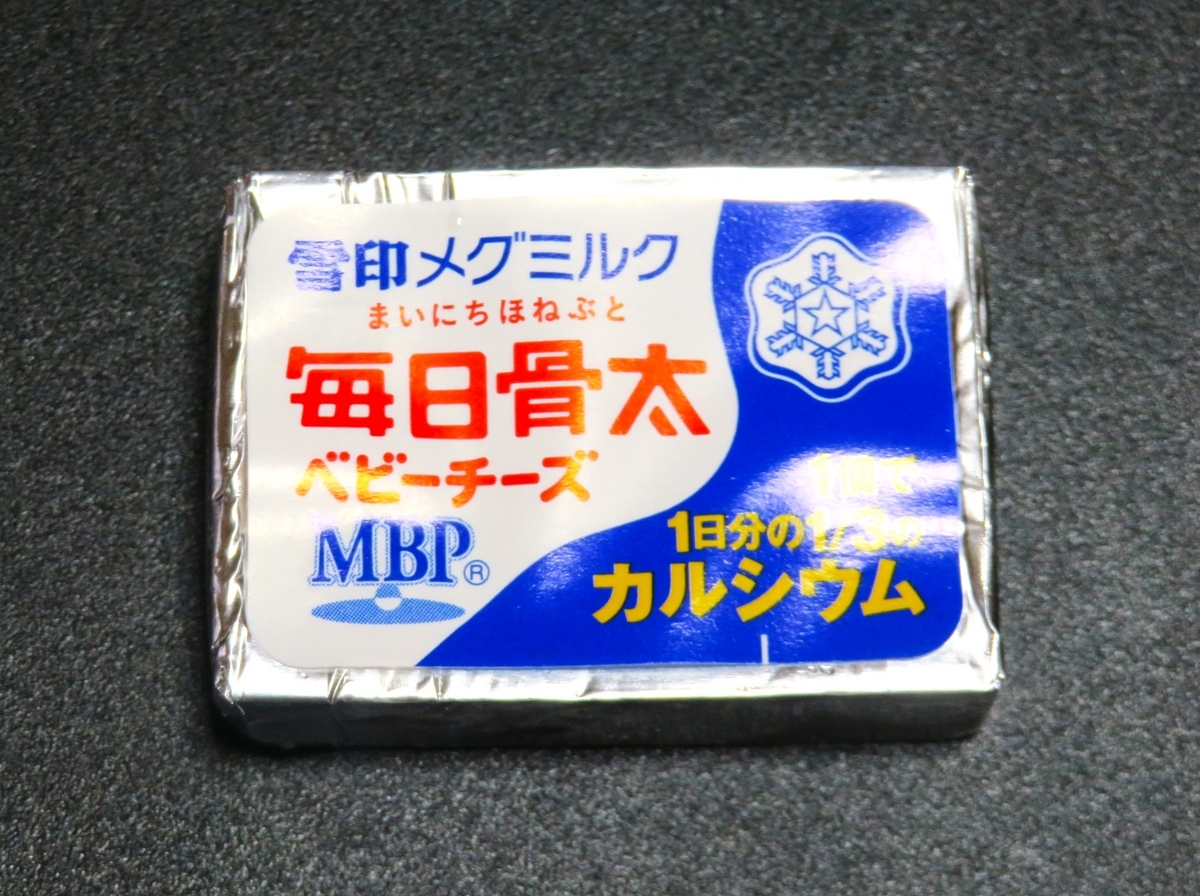 雪印メグミルク
まいにちほねぶと
毎日骨太
ベビーチーズ
MBP®
1個で
1日分の1/3の
カルシウム